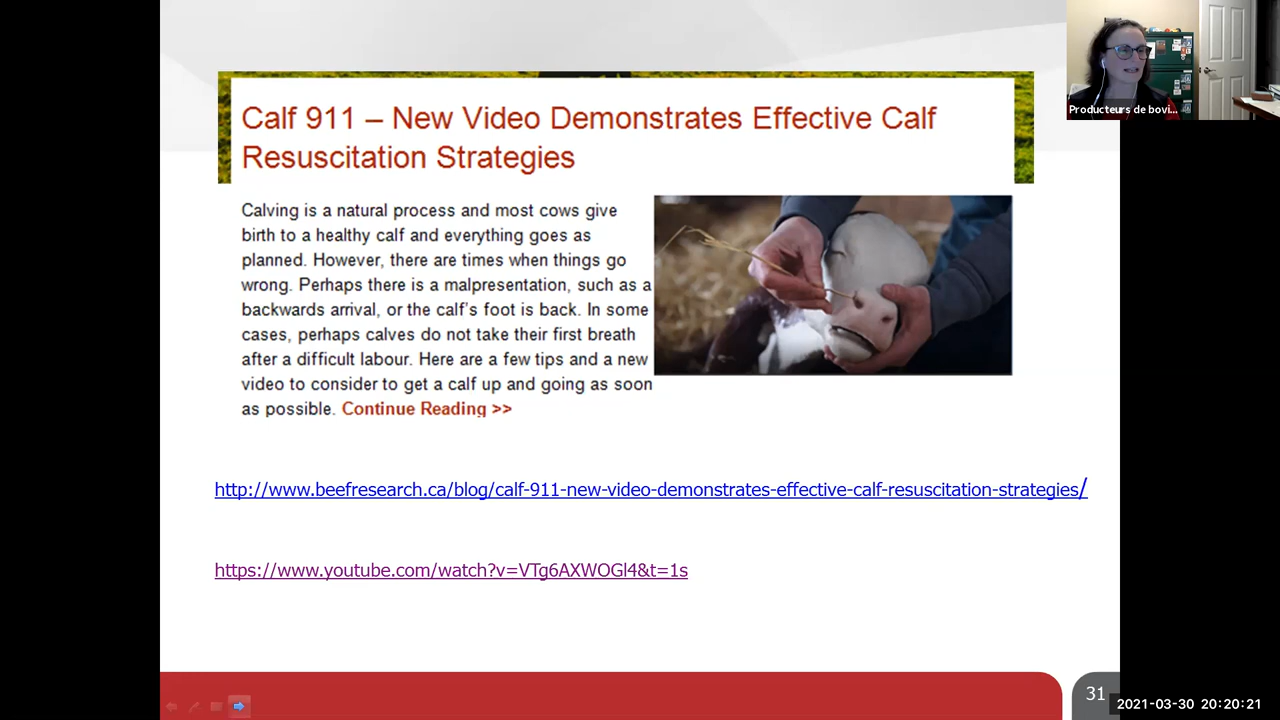 Calf 911 – New Video Demonstrates Effective Calf
Resuscitation Strategies
Calving is a natural process and most cows give
birth to a healthy calf and everything goes as
planned. However, there are times when things go
wrong. Perhaps there is a malpresentation, such as a
backwards arrival, or the calf's foot is back. In some
cases, perhaps calves do not take their first breath
after a difficult labour. Here are a few tips and a new
video to consider to get a calf up and going as soon
as possible. Continue Reading >>
http://www.beefresearch.ca/blog/calf-911-new-video-demonstrates-effective-calf-resuscitation-strategies/
https://www.youtube.com/watch?v=VTg6AXWOGl4&t=1s
Producteurs de bovi...
31
2021-03-30 20:20:21